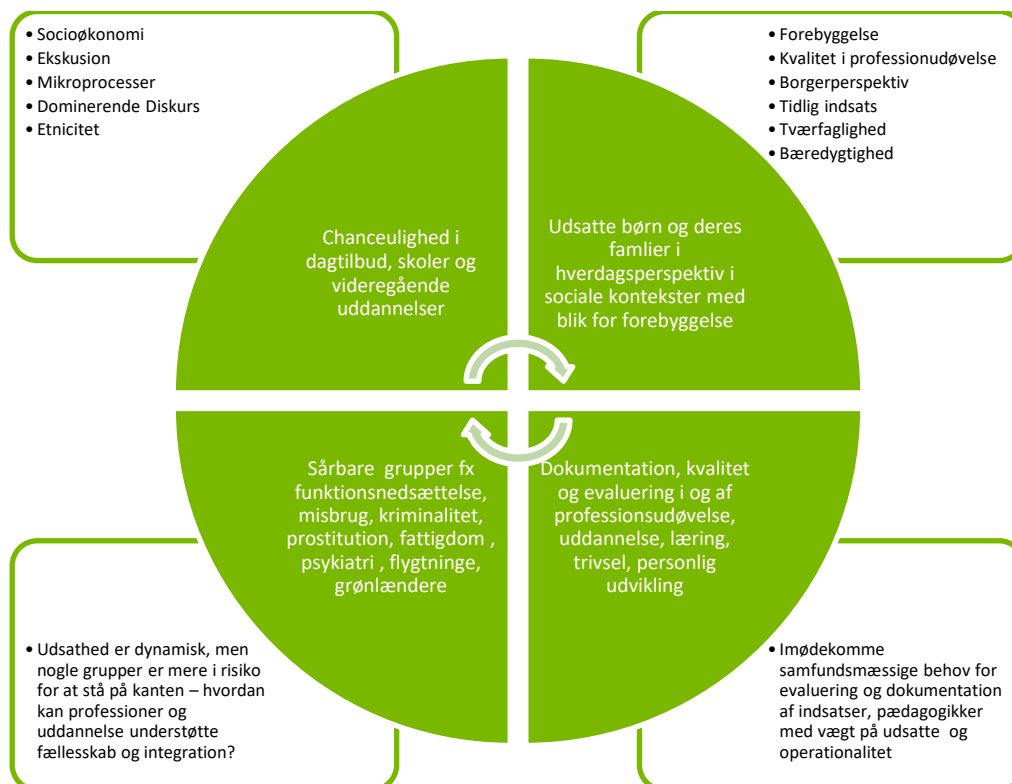 • Socioøkonomi
• Ekskusion
• Mikroprocesser
• Dominerende Diskurs
• Etnicitet
• Forebyggelse
• Kvalitet i professionudøvelse
• Borgerperspektiv
• Tidlig indsats
• Tværfaglighed
• Bæredygtighed
Chanceulighed i
dagtilbud, skoler og
videregående
uddannelser
Udsatte børn og deres
famlier i
hverdagsperspektiv i
sociale kontekster med
blik for forebyggelse
Sårbare grupper fx
funktionsnedsættelse,
misbrug, kriminalitet,
prostitution, fattigdom ,
psykiatri , flygtninge,
grønlændere
Dokumentation, kvalitet
og evaluering i og af
professionsudøvelse,
uddannelse, læring,
trivsel, personlig
udvikling
• Udsathed er dynamisk, men
nogle grupper er mere i risiko
for at stå på kanten – hvordan
kan professioner og
uddannelse understøtte
fællesskab og integration?
• Imødekomme
samfundsmæssige behov for
evaluering og dokumentation
af indsatser, pædagogikker
med vægt på udsatte og
operationalitet